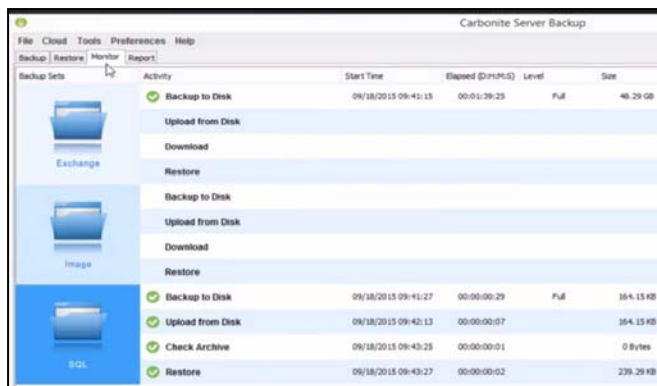 Carbonite Server Backup
File Cloud Tools Preferences Help
Backup Restore Monitor Report
Backup Sets Activity Start Time Elapsed (D:H:M:S) Level Size
Backup to Disk 09/18/2015 09:41:15 00:01:39:25 Full 48.29 GB
Upload from Disk
Download
Restore
Exchange
Backup to Disk
Upload from Disk
Download
Restore
Image
Backup to Disk 09/18/2015 09:41:27 00:00:00:29 Full 164.15 KB
Upload from Disk 09/18/2015 09:42:13 00:00:00:07 164.15 KB
Check Archive 09/18/2015 09:43:25 00:00:00:01 0 Bytes
Restore 09/18/2015 09:43:27 00:00:00:02 239.29 KB
SQL